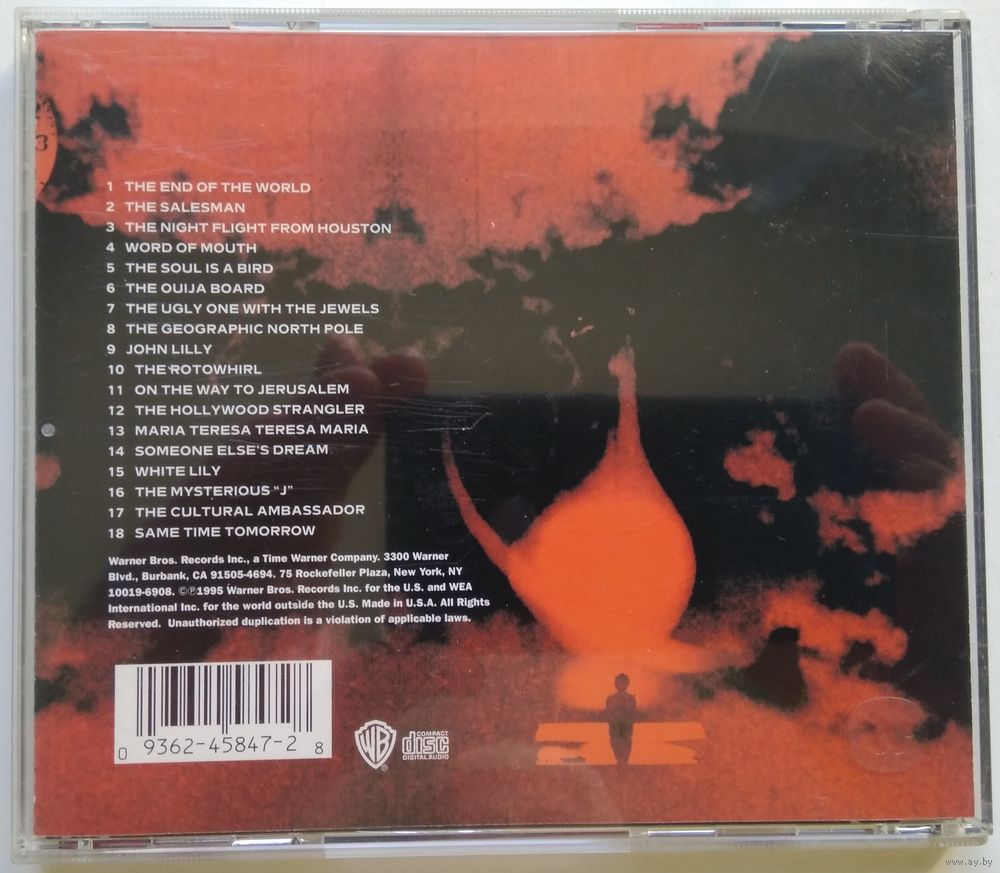 3
1 THE END OF THE WORLD
2 THE SALESMAN
3 THE NIGHT FLIGHT FROM HOUSTON
4 WORD OF MOUTH
5 THE SOUL IS A BIRD
6 THE OUIJA BOARD
7 THE UGLY ONE WITH THE JEWELS
8 THE GEOGRAPHIC NORTH POLE
9 JOHN LILLY
10 THE ROTOWHIRL
11 ON THE WAY TO JERUSALEM
12 THE HOLLYWOOD STRANGLER
13 MARIA TERESA TERESA MARIA
14 SOMEONE ELSE'S DREAM
15 WHITE LILY
16 THE MYSTERIOUS "J"
17 THE CULTURAL AMBASSADOR
18 SAME TIME TOMORROW
Warner Bros. Records Inc., a Time Warner Company. 3300 Warner
Blvd., Burbank, CA 91505-4694. 75 Rockefeller Plaza, New York, NY
10019-6908. ©℗1995 Warner Bros. Records Inc. for the U.S. and WEA
International Inc. for the world outside the U.S. Made in U.S.A. All Rights
Reserved. Unauthorized duplication is a violation of applicable laws.
0 9362-45847-2 8
WB
®
COMPACT
disc
DIGITAL AUDIO
www.ay.by